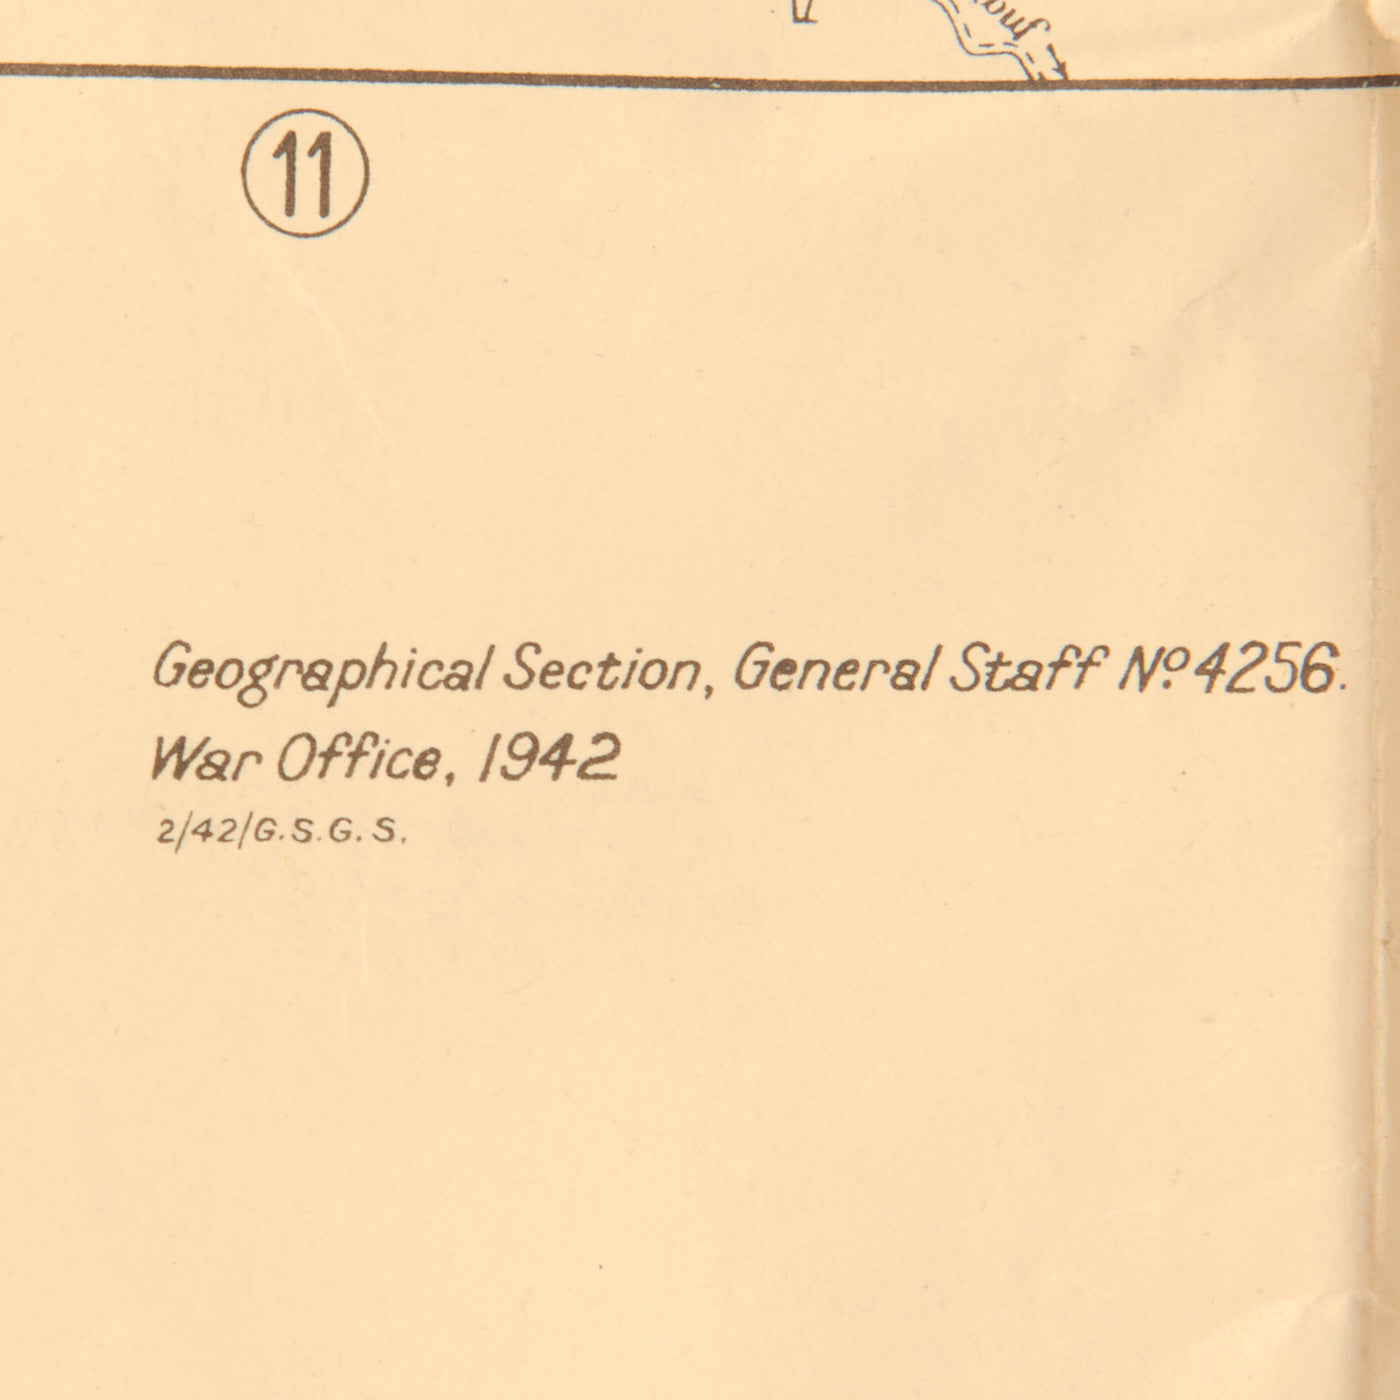 11
Geographical Section, General Staff Nº 4256.
War Office, 1942
2/42/G.S.G.S.